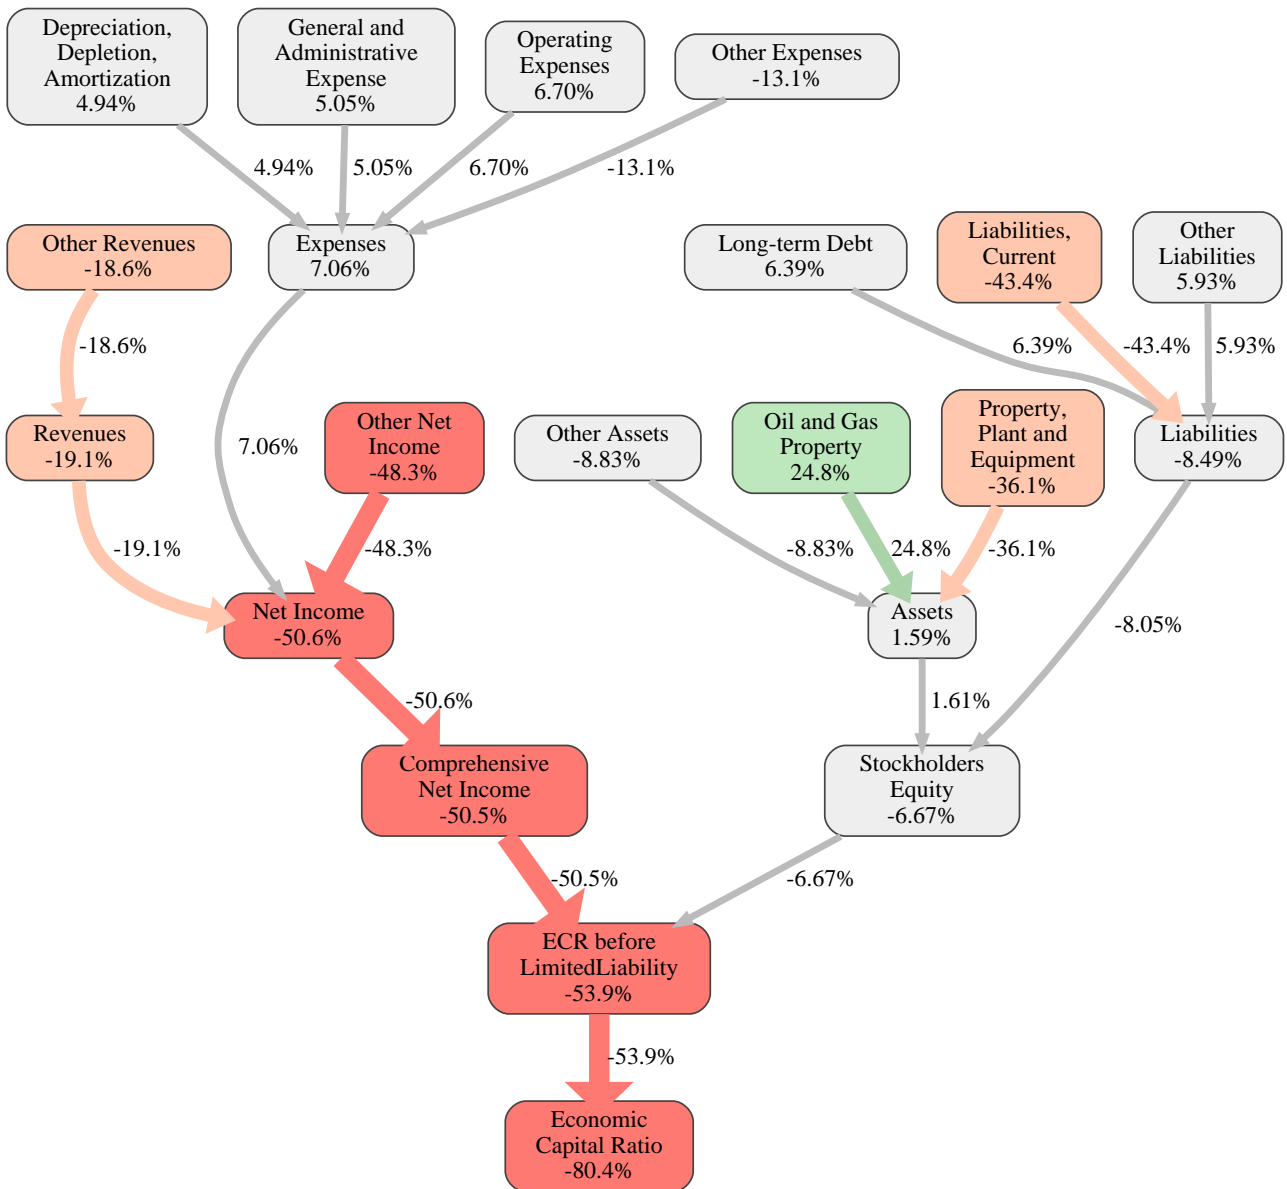 Depreciation,
Depletion,
Amortization
4.94%
General and
Administrative
Expense
5.05%
Operating
Expenses
6.70%
Other Expenses
-13.1%
4.94%
5.05%
6.70%
-13.1%
Other Revenues
-18.6%
Expenses
7.06%
Long-term Debt
6.39%
Liabilities,
Current
-43.4%
Other
Liabilities
5.93%
-18.6%
6.39%
-43.4%
5.93%
Revenues
-19.1%
7.06%
Other Net
Income
-48.3%
Other Assets
-8.83%
Oil and Gas
Property
24.8%
Property,
Plant and
Equipment
-36.1%
Liabilities
-8.49%
-19.1%
-48.3%
-8.83%
24.8%
-36.1%
Net Income
-50.6%
Assets
1.59%
-8.05%
-50.6%
1.61%
Comprehensive
Net Income
-50.5%
Stockholders
Equity
-6.67%
-50.5%
-6.67%
ECR before
LimitedLiability
-53.9%
-53.9%
Economic
Capital Ratio
-80.4%